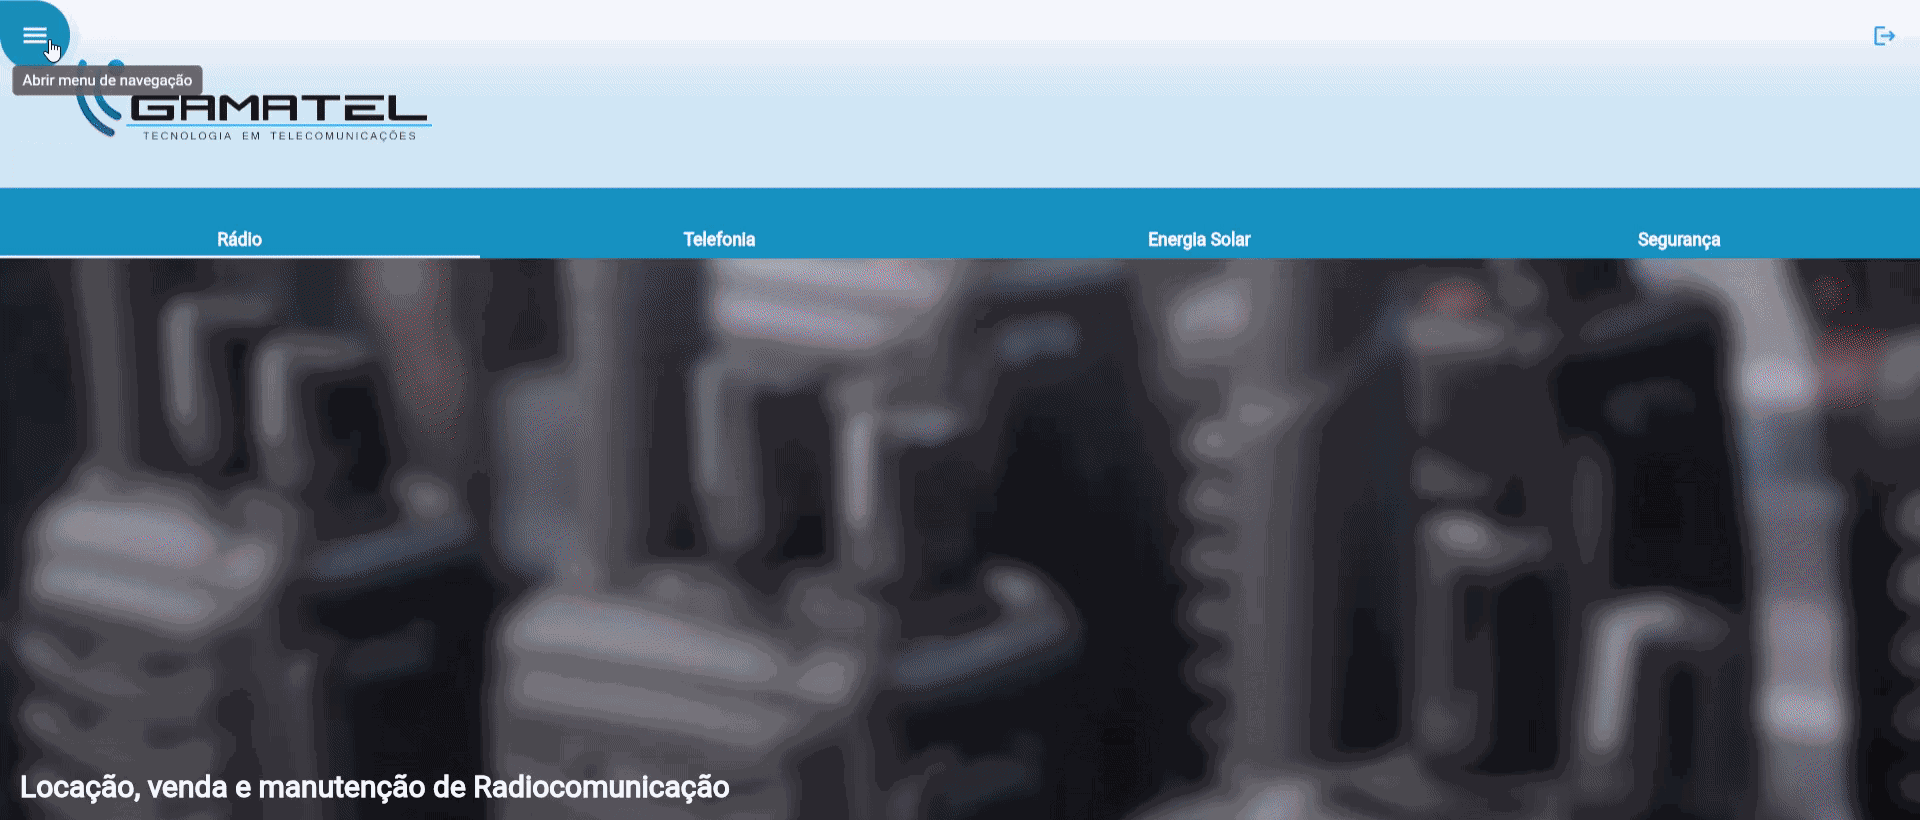 Abrir menu de navegação
GAMATEL
TECNOLOGIA EM TELECOMUNICAÇÕES
Rádio
Telefonia
Energia Solar
Segurança
Locação, venda e manutenção de Radiocomunicação